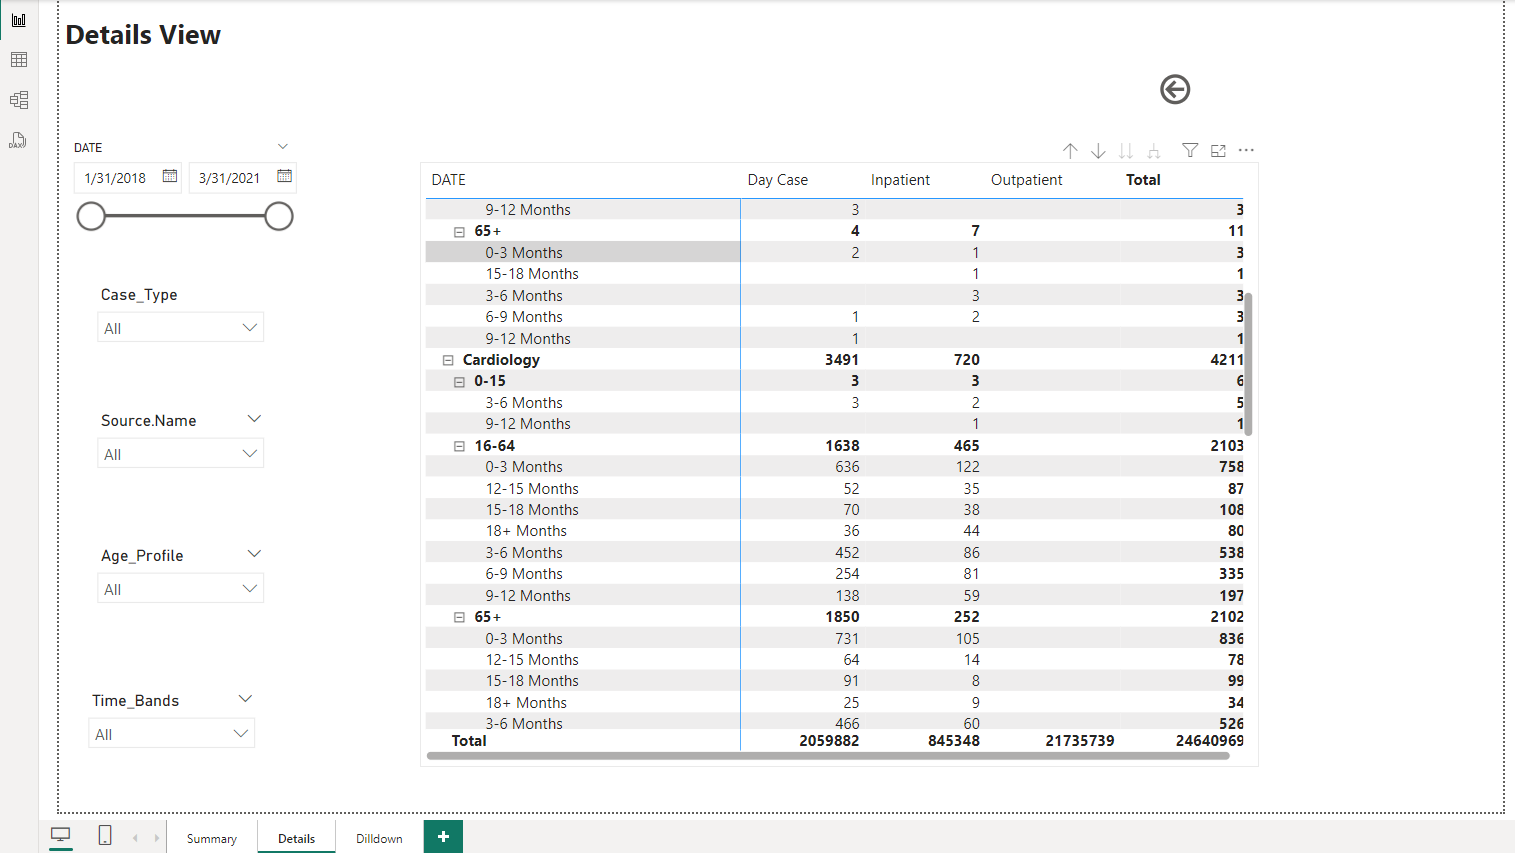 Details View
DATE
1/31/2018 3/31/2021
Case_Type
All
Source.Name
All
Age_Profile
All
Time_Bands
All
DATE Day Case Inpatient Outpatient Total
9-12 Months 3 3
65+ 4 7 11
0-3 Months 2 1 3
15-18 Months 1 1
3-6 Months 3 3
6-9 Months 1 2 3
9-12 Months 1 1
Cardiology 3491 720 4211
0-15 3 3 6
3-6 Months 3 2 5
9-12 Months 1 1
16-64 1638 465 2103
0-3 Months 636 122 758
12-15 Months 52 35 87
15-18 Months 70 38 108
18+ Months 36 44 80
3-6 Months 452 86 538
6-9 Months 254 81 335
9-12 Months 138 59 197
65+ 1850 252 2102
0-3 Months 731 105 836
12-15 Months 64 14 78
15-18 Months 91 8 99
18+ Months 25 9 34
3-6 Months 466 60 526
Total 2059882 845348 21735739 24640969
Summary Details Dilldown +
DAX